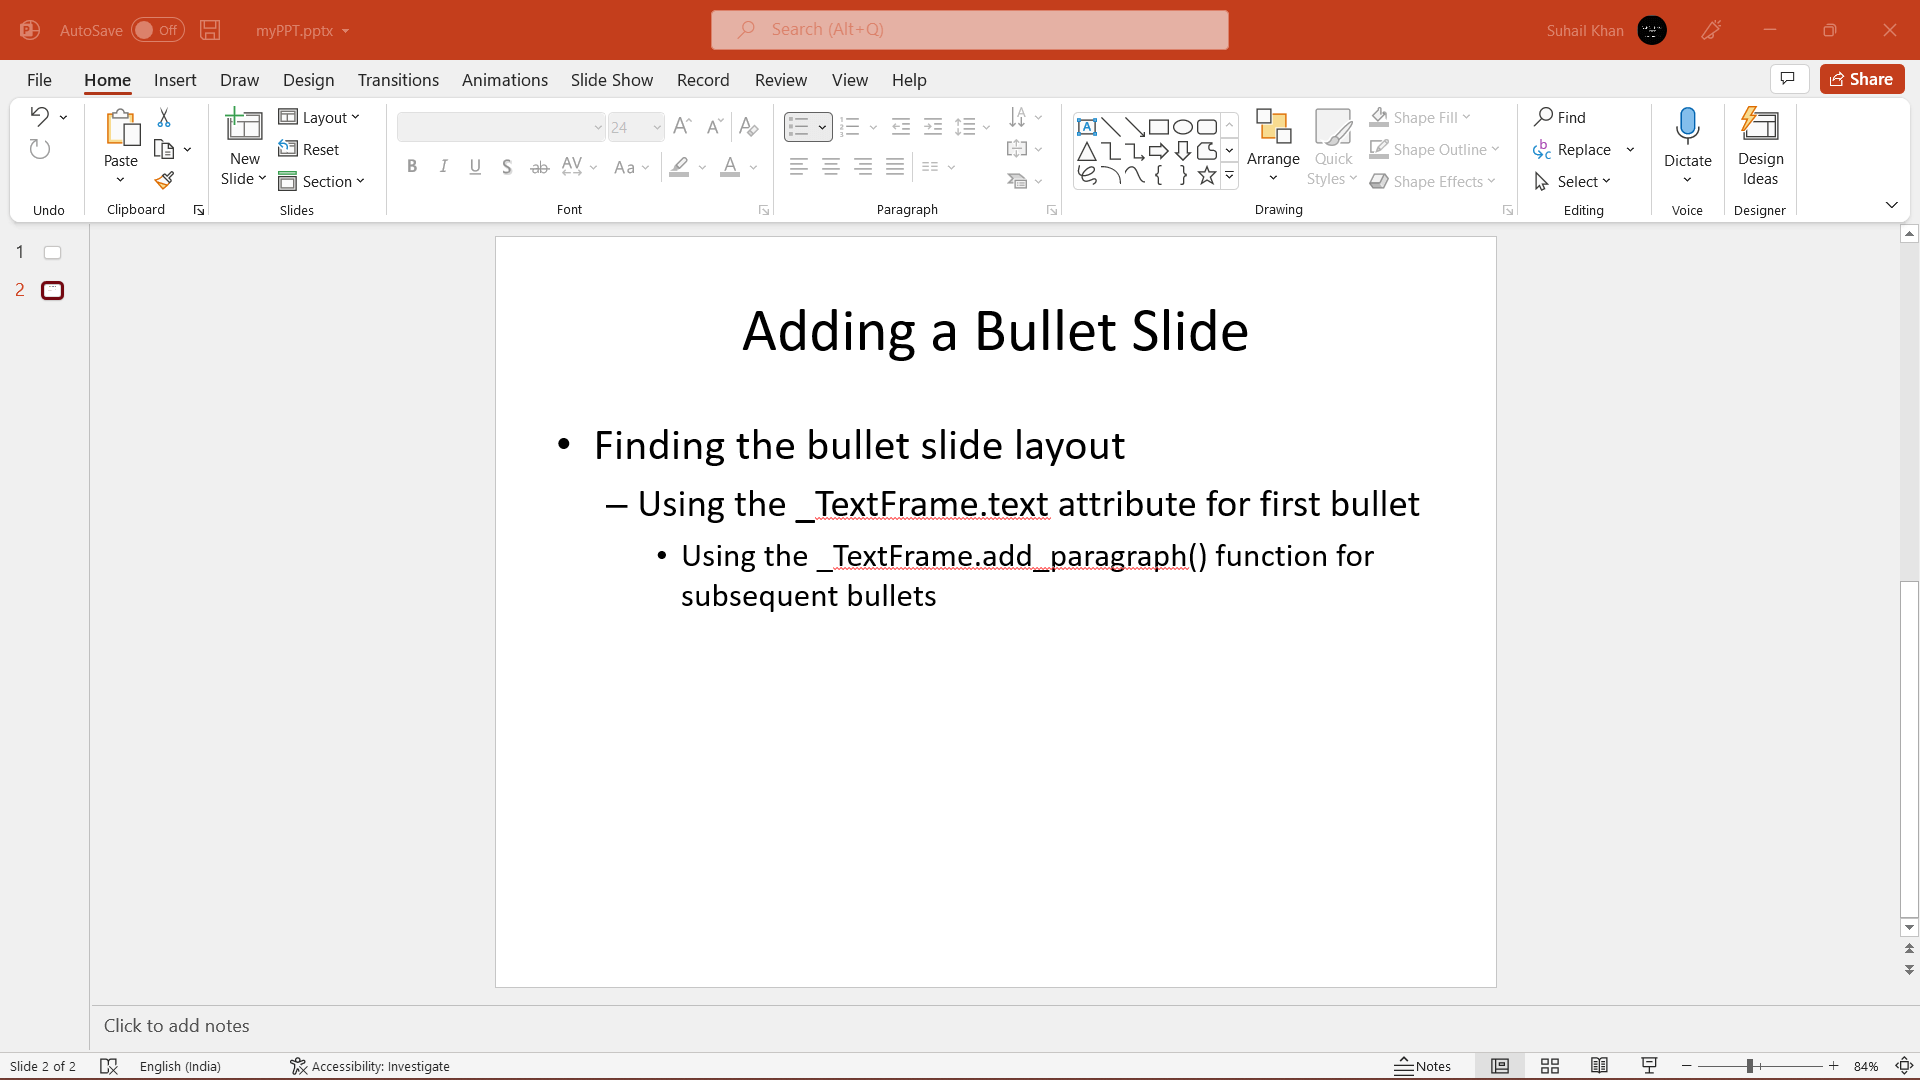 AutoSave Off myPPT.pptx Search (Alt+Q) Suhail Khan
File Home Insert Draw Design Transitions Animations Slide Show Record Review View Help Share
Paste
New
Slide
Layout
Reset
Section
24
B I U S ab AV Aa A
Arrange
Quick
Styles
Shape Fill
Shape Outline
Shape Effects
Find
Replace
Select
Dictate
Design
Ideas
Undo Clipboard Slides Font Paragraph Drawing Editing Voice Designer
1
2
Adding a Bullet Slide
• Finding the bullet slide layout
– Using the _TextFrame.text attribute for first bullet
• Using the _TextFrame.add_paragraph() function for
subsequent bullets
Click to add notes
Slide 2 of 2 English (India) Accessibility: Investigate Notes 84%